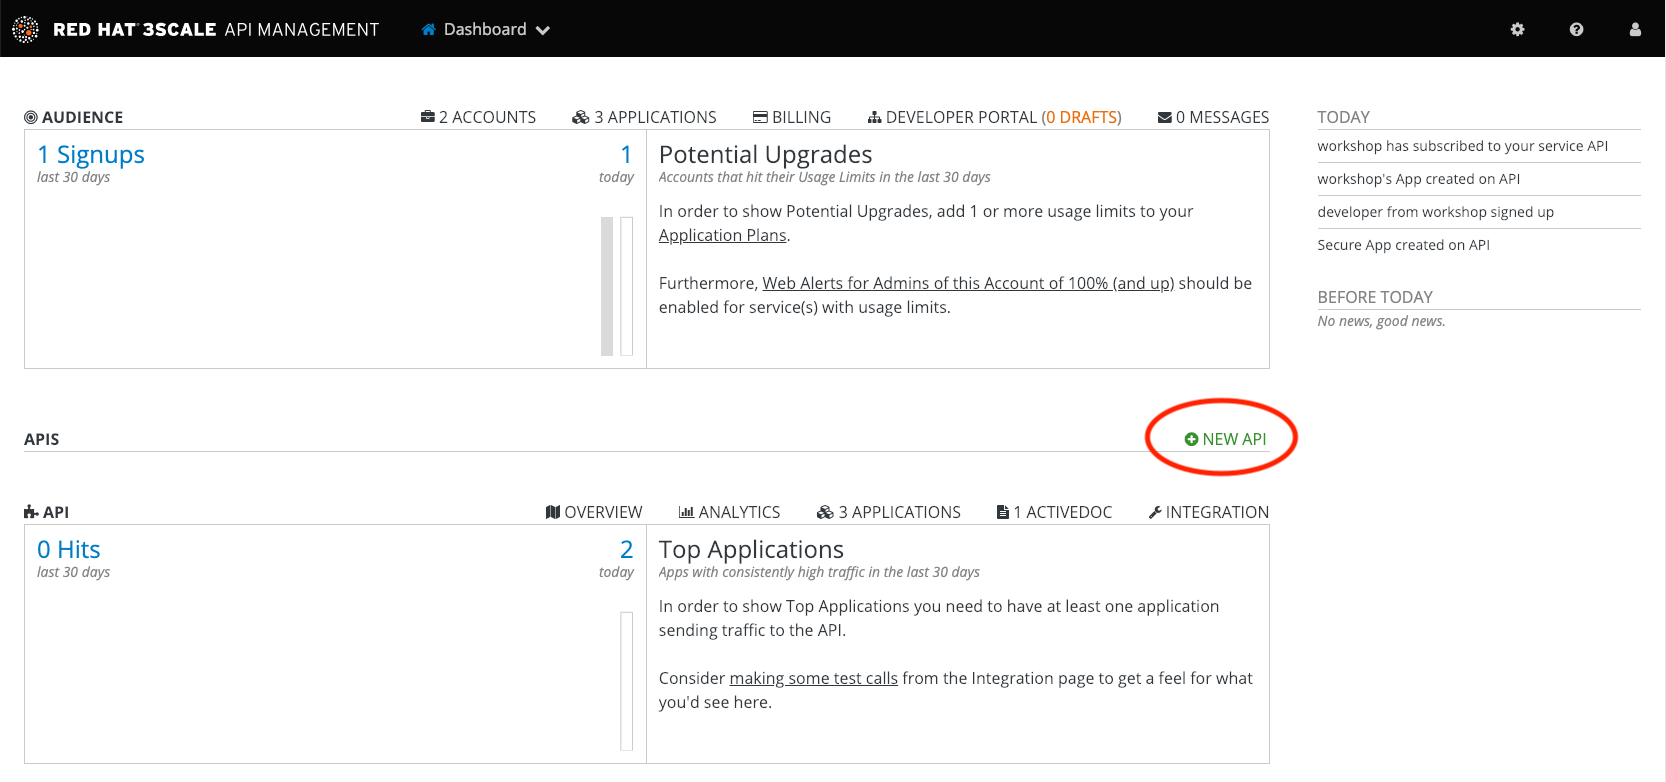 RED HAT 3SCALE API MANAGEMENT Dashboard
AUDIENCE 2 ACCOUNTS 3 APPLICATIONS BILLING DEVELOPER PORTAL (0 DRAFTS) 0 MESSAGES
1 Signups 1
last 30 days today
Potential Upgrades
Accounts that hit their Usage Limits in the last 30 days
In order to show Potential Upgrades, add 1 or more usage limits to your
Application Plans.
Furthermore, Web Alerts for Admins of this Account of 100% (and up) should be
enabled for service(s) with usage limits.
TODAY
workshop has subscribed to your service API
workshop's App created on API
developer from workshop signed up
Secure App created on API
BEFORE TODAY
No news, good news.
APIS NEW API
API OVERVIEW ANALYTICS 3 APPLICATIONS 1 ACTIVEDOC INTEGRATION
0 Hits 2
last 30 days today
Top Applications
Apps with consistently high traffic in the last 30 days
In order to show Top Applications you need to have at least one application
sending traffic to the API.
Consider making some test calls from the Integration page to get a feel for what
you'd see here.